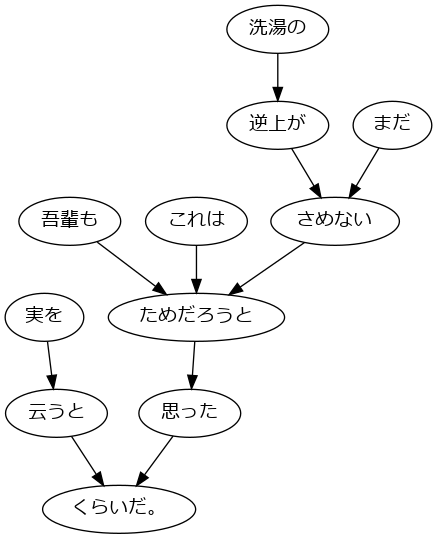 洗湯の
逆上が
まだ
吾輩も
これは
さめない
実を
ためだろうと
云うと
思った
くらいだ。